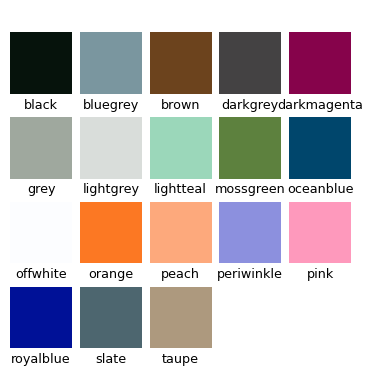 black bluegrey brown darkgrey darkmagenta
grey lightgrey lightteal mossgreen oceanblue
offwhite orange peach periwinkle pink
royalblue slate taupe